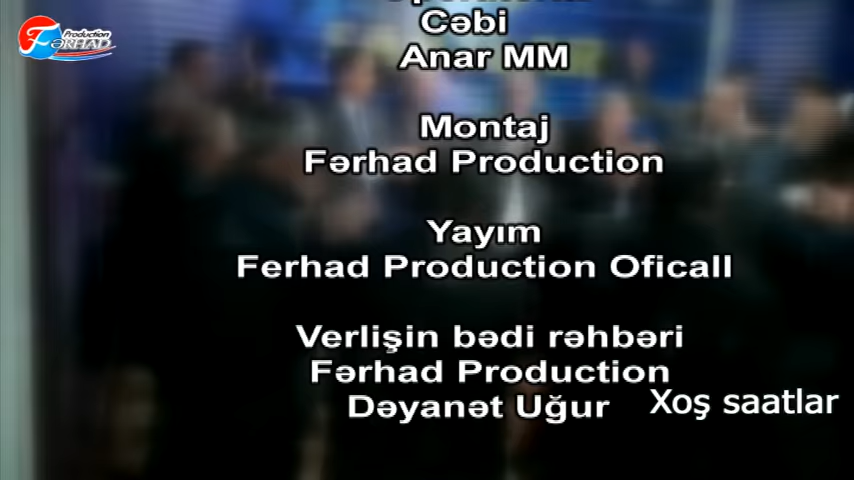 Production
FƏRHAD
Cəbi
Anar MM
Montaj
Fərhad Production
Yayım
Ferhad Production Oficall
Verlişin bədi rəhbəri
Fərhad Production
Dəyanət Uğur
Xoş saatlar